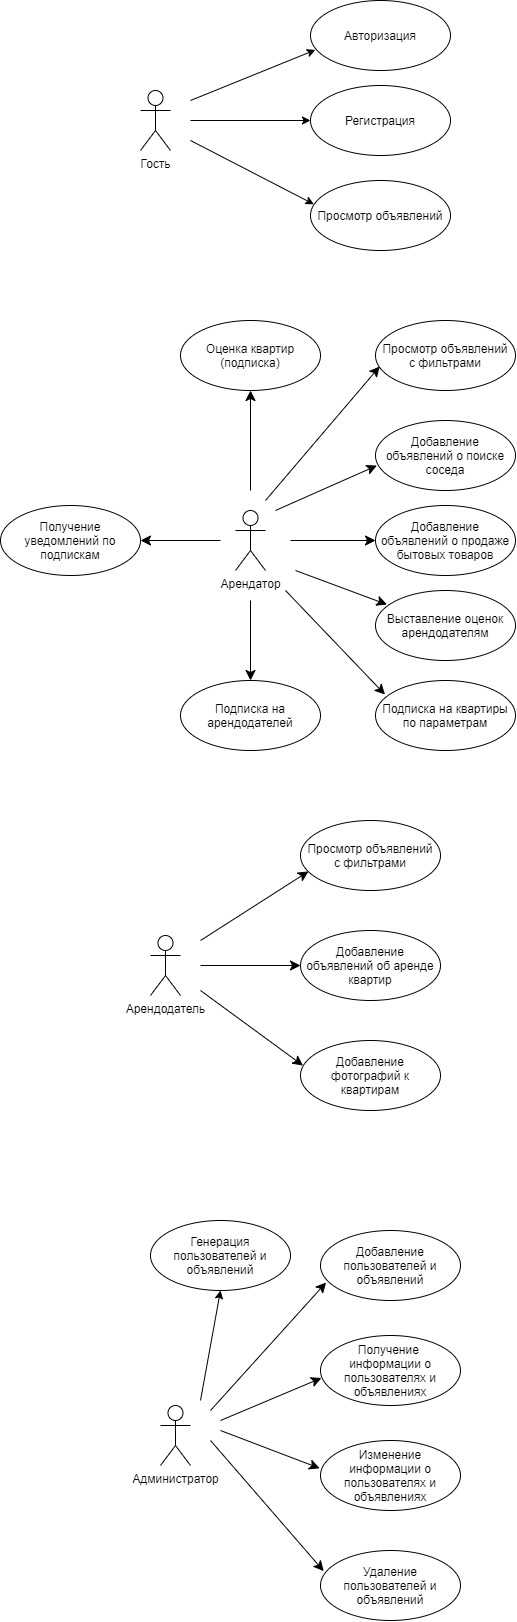 Авторизация
Регистрация
Гость
Просмотр объявлений
Оценка квартир
(подписка)
Просмотр объявлений
с фильтрами
Добавление
объявлений о поиске
соседа
Получение
уведомлений по
подпискам
Добавление
объявлений о продаже
бытовых товаров
Арендатор
Выставление оценок
арендодателям
Подписка на
арендодателей
Подписка на квартиры
по параметрам
Просмотр объявлений
с фильтрами
Добавление
объявлений об аренде
квартир
Арендодатель
Добавление
фотографий к
квартирам
Генерация
пользователей и
объявлений
Добавление
пользователей и
объявлений
Получение
информации о
пользователях и
объявлениях
Администратор
Изменение
информации о
пользователях и
объявлениях
Удаление
пользователей и
объявлений